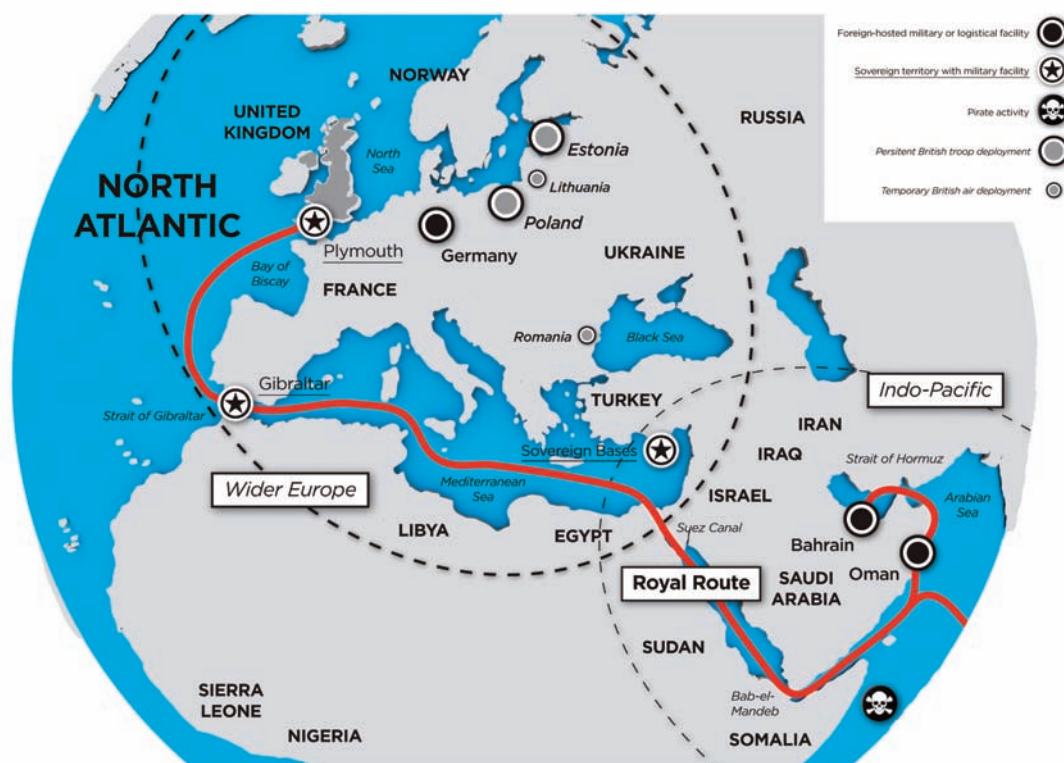 Foreign-hosted military or logistical facility
Sovereign territory with military facility
Pirate activity
Persitent British troop deployment
Temporary British air deployment
NORWAY
RUSSIA
UNITED
KINGDOM
North
Sea
Estonia
Lithuania
NORTH
ATLANTIC
Poland
Plymouth
Germany
UKRAINE
Bay of
Biscay
FRANCE
Romania
Black Sea
Gibraltar
Strait of Gibraltar
TURKEY
Indo-Pacific
IRAN
Sovereign Bases
IRAQ
Strait of Hormuz
Wider Europe
Mediterranean
Sea
ISRAEL
Arabian
Sea
LIBYA
EGYPT
Suez Canal
Bahrain
Royal Route
SAUDI
ARABIA
Oman
SUDAN
SIERRA
LEONE
Bab-el-
Mandeb
NIGERIA
SOMALIA